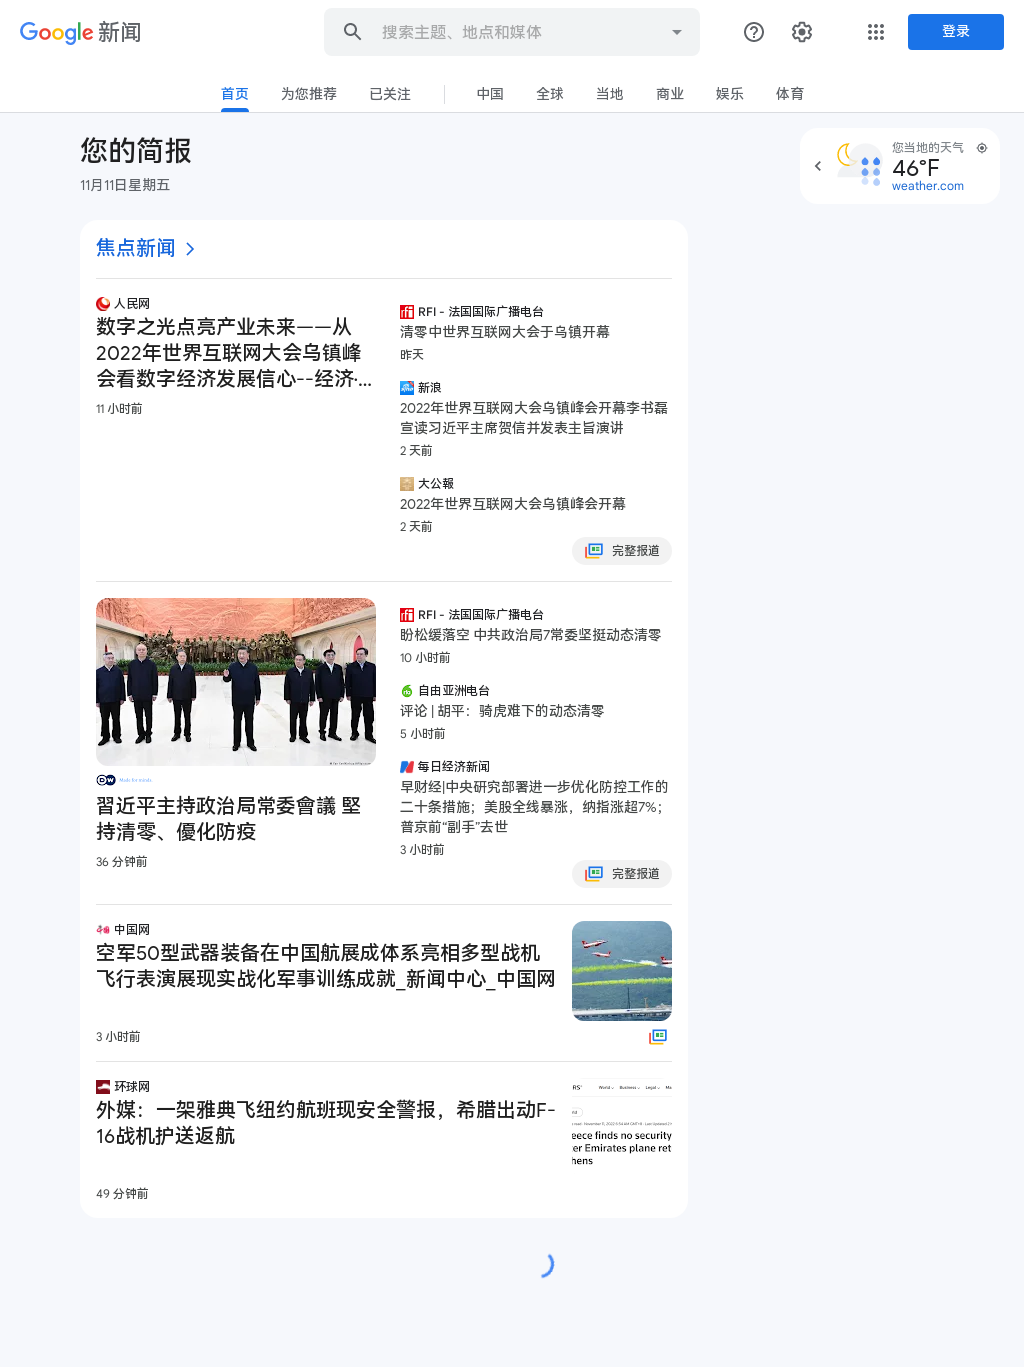 Google 新闻
搜索主题、地点和媒体
登录
首页
为您推荐
已关注
中国
全球
当地
商业
娱乐
体育
您的简报
11月11日星期五
您当地的天气
46°F
weather.com
焦点新闻
人民网
数字之光点亮产业未来——从
2022年世界互联网大会乌镇峰
会看数字经济发展信心--经济·...
11 小时前
RFI - 法国国际广播电台
清零中世界互联网大会于乌镇开幕
昨天
新浪
2022年世界互联网大会乌镇峰会开幕李书磊
宣读习近平主席贺信并发表主旨演讲
2 天前
大公報
2022年世界互联网大会乌镇峰会开幕
2 天前
完整报道
DW Made for minds
習近平主持政治局常委會議 堅
持清零、優化防疫
36 分钟前
RFI - 法国国际广播电台
盼松缓落空 中共政治局7常委坚挺动态清零
10 小时前
自由亚洲电台
评论 | 胡平：骑虎难下的动态清零
5 小时前
每日经济新闻
早财经|中央研究部署进一步优化防控工作的
二十条措施；美股全线暴涨，纳指涨超7%；
普京前“副手”去世
3 小时前
完整报道
中国网
空军50型武器装备在中国航展成体系亮相多型战机
飞行表演展现实战化军事训练成就_新闻中心_中国网
3 小时前
环球网
外媒：一架雅典飞纽约航班现安全警报，希腊出动F-
16战机护送返航
49 分钟前
RS'
World
Business
Legal
Ma
eece finds no security
er Emirates plane ret
hens